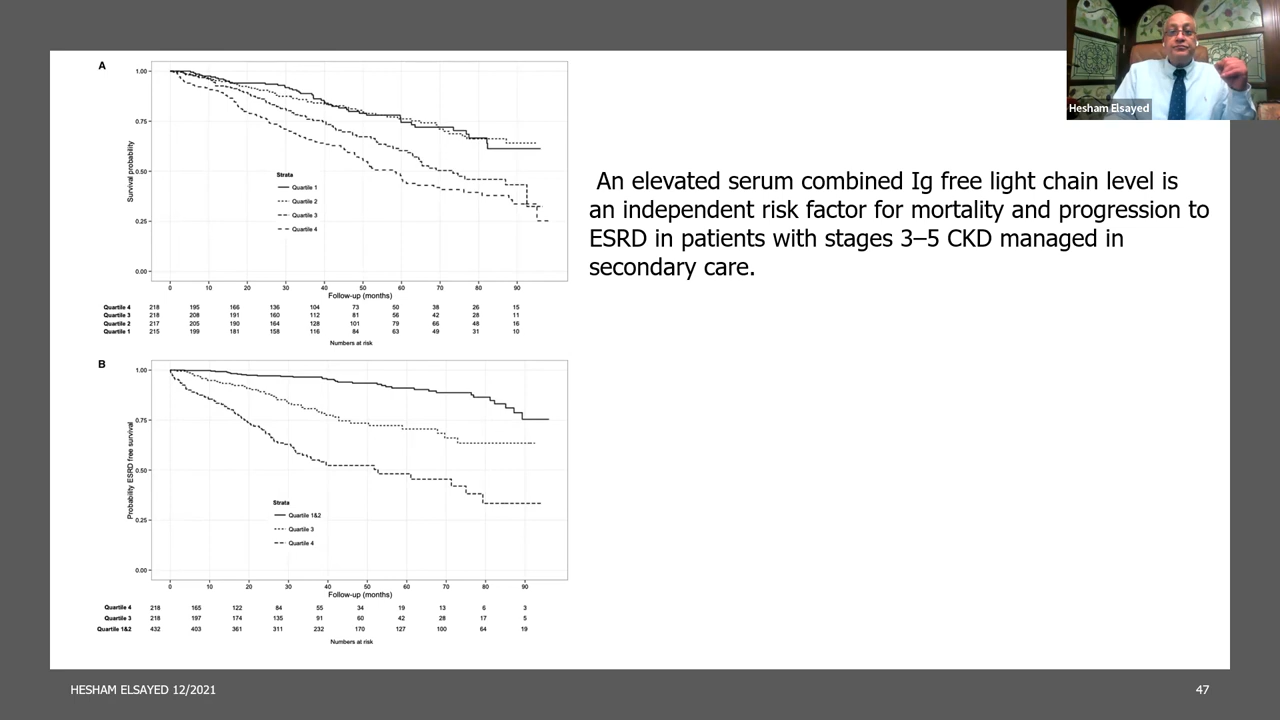 A
1.00
0.75
0.50
0.25
0.00
Survival probability
Strata
Quartile 1
Quartile 2
Quartile 3
Quartile 4
0 10 20 30 40 50 60 70 80 90
Follow-up (months)
Quartile 4 218 195 166 136 104 73 50 38 26 15
Quartile 3 218 208 191 160 112 81 56 42 28 11
Quartile 2 217 205 190 164 128 101 79 66 48 16
Quartile 1 215 199 181 158 116 84 63 49 31 10
Numbers at risk
B
1.00
0.75
0.50
0.25
0.00
Probability ESRD free survival
Strata
Quartile 1&2
Quartile 3
Quartile 4
0 10 20 30 40 50 60 70 80 90
Follow-up (months)
Quartile 4 218 165 122 84 55 34 19 13 6 3
Quartile 3 218 197 174 135 91 60 42 28 17 5
Quartile 1&2 432 403 361 311 232 170 127 100 64 19
Numbers at risk
Hesham Elsayed
An elevated serum combined Ig free light chain level is
an independent risk factor for mortality and progression to
ESRD in patients with stages 3–5 CKD managed in
secondary care.
HESHAM ELSAYED 12/2021
47